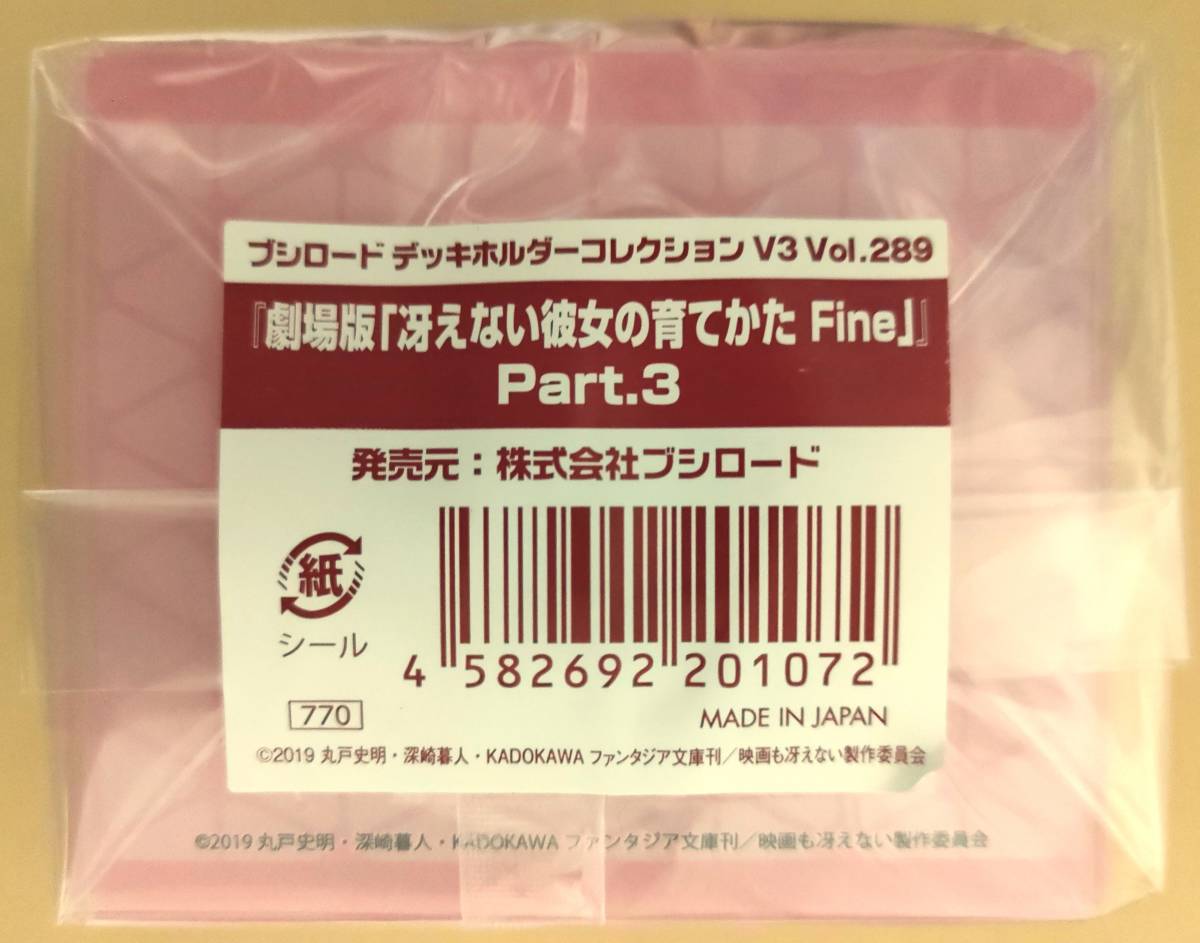 ブシロード デッキホルダーコレクション V3 Vol.289
『劇場版「冴えない彼女の育てかた Fine」』
Part.3
発売元：株式会社ブシロード
紙
シール
4 582692 201072
770
MADE IN JAPAN
©2019 丸戸史明・深崎暮人・KADOKAWA ファンタジア文庫刊／映画も冴えない製作委員会
©2019 丸戸史明・深崎暮人・KADOKAWA ファンタジア文庫刊／映画も冴えない製作委員会